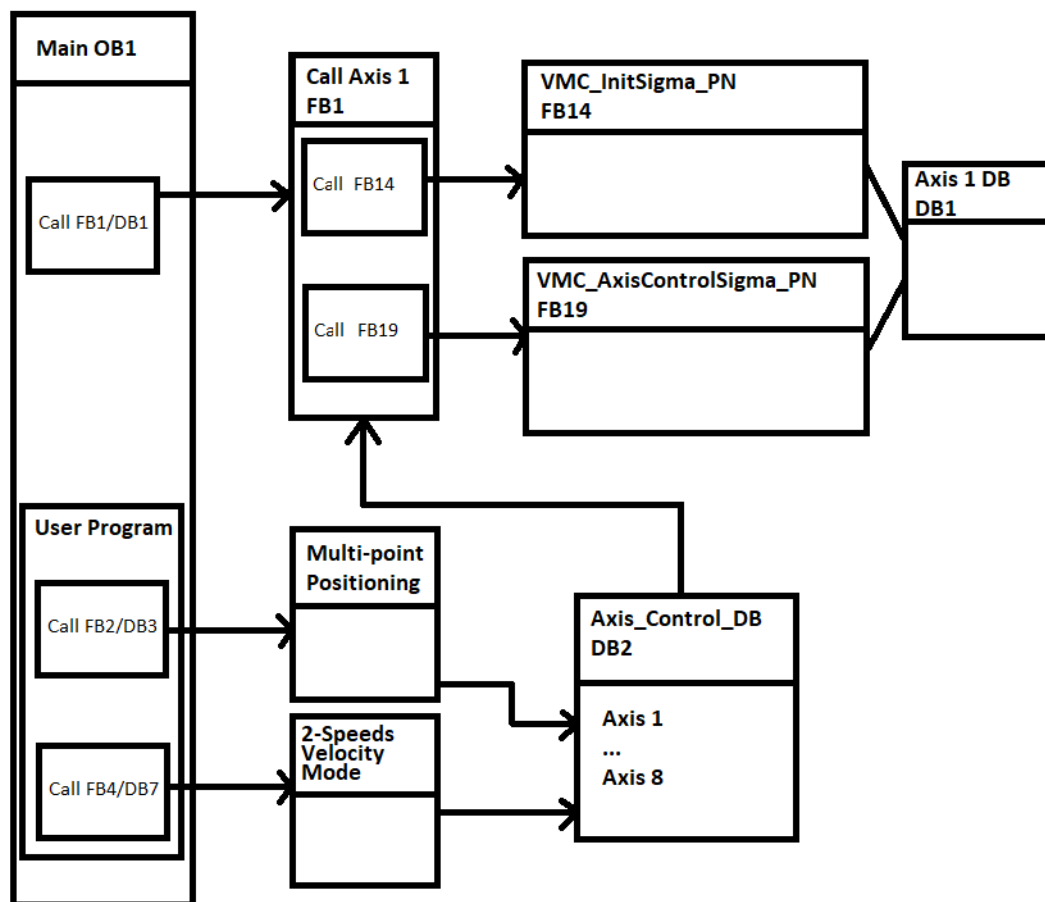 Main OB1
Call FB1/DB1
Call Axis 1
FB1
Call FB14
Call FB19
VMC_InitSigma_PN
FB14
VMC_AxisControlSigma_PN
FB19
Axis 1 DB
DB1
User Program
Call FB2/DB3
Call FB4/DB7
Multi-point
Positioning
2-Speeds
Velocity
Mode
Axis_Control_DB
DB2
Axis 1
...
Axis 8